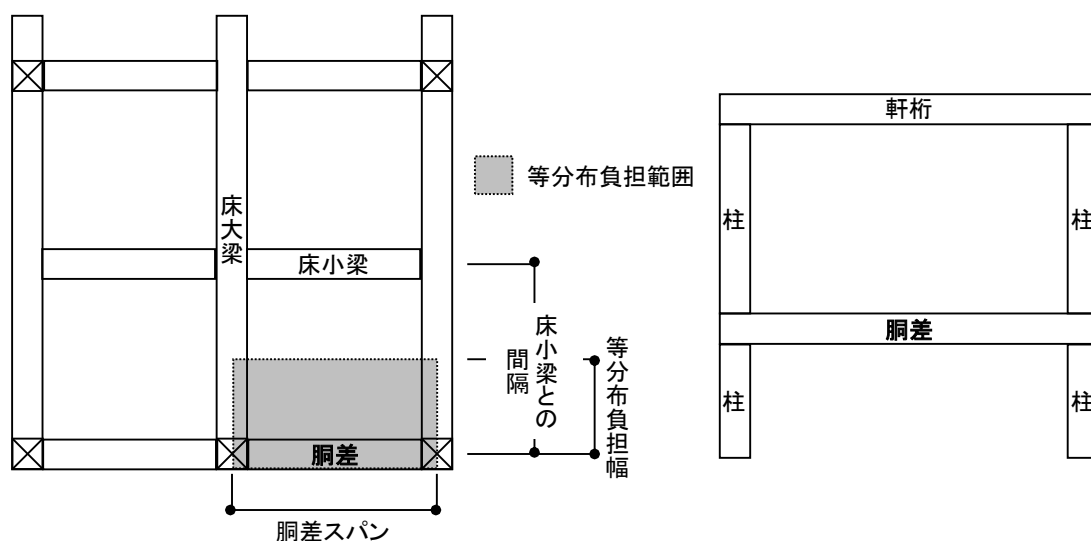 床大梁
床小梁
胴差
胴差スパン
等分布負担範囲
床小梁との
間隔
等分布負担幅
軒桁
柱
柱
胴差
柱
柱